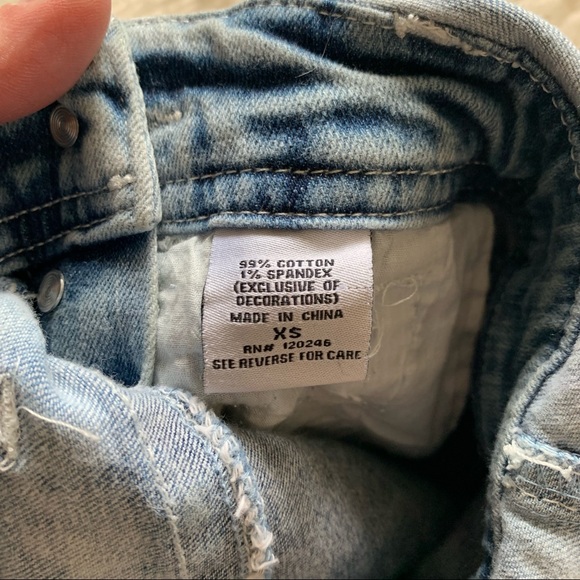 99% COTTON
1% SPANDEX
(EXCLUSIVE OF
DECORATIONS)
MADE IN CHINA
XS
RN# 120246
SEE REVERSE FOR CARE